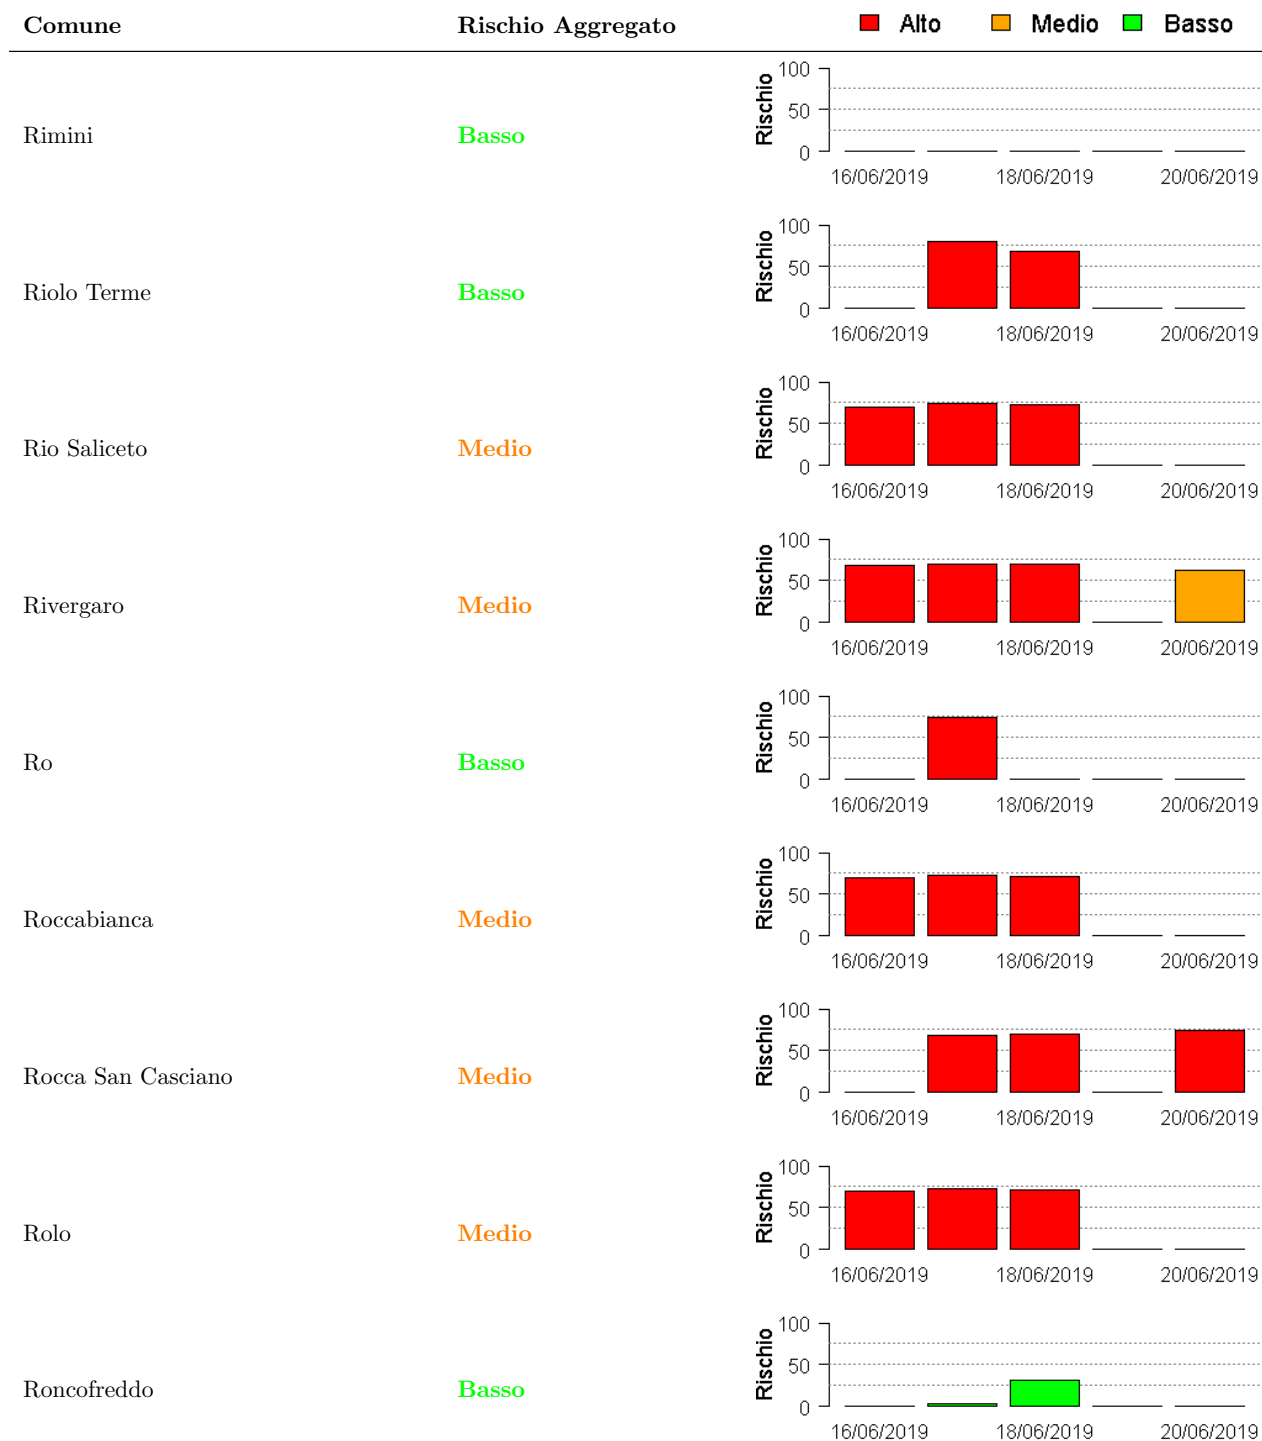 Comune Rischio Aggregato Alto Medio Basso
Rimini Basso Rischio 100 50 0
16/06/2019 18/06/2019 20/06/2019
Riolo Terme Basso Rischio 100 50 0
16/06/2019 18/06/2019 20/06/2019
Rio Saliceto Medio Rischio 100 50 0
16/06/2019 18/06/2019 20/06/2019
Rivergaro Medio Rischio 100 50 0
16/06/2019 18/06/2019 20/06/2019
Ro Basso Rischio 100 50 0
16/06/2019 18/06/2019 20/06/2019
Roccabianca Medio Rischio 100 50 0
16/06/2019 18/06/2019 20/06/2019
Rocca San Casciano Medio Rischio 100 50 0
16/06/2019 18/06/2019 20/06/2019
Rolo Medio Rischio 100 50 0
16/06/2019 18/06/2019 20/06/2019
Roncofreddo Basso Rischio 100 50 0
16/06/2019 18/06/2019 20/06/2019